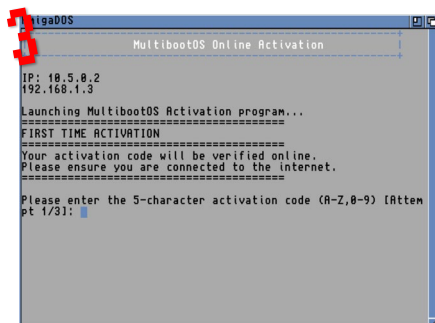 MultibootOS Online Activation
IP: 10.5.0.2
192.168.1.3
Launching MultibootOS Activation program...
========================================
FIRST TIME ACTIVATION
========================================
Your activation code will be verified online.
Please ensure you are connected to the internet.
========================================
Please enter the 5-character activation code (A-Z,0-9) [Attem
pt 1/3]: